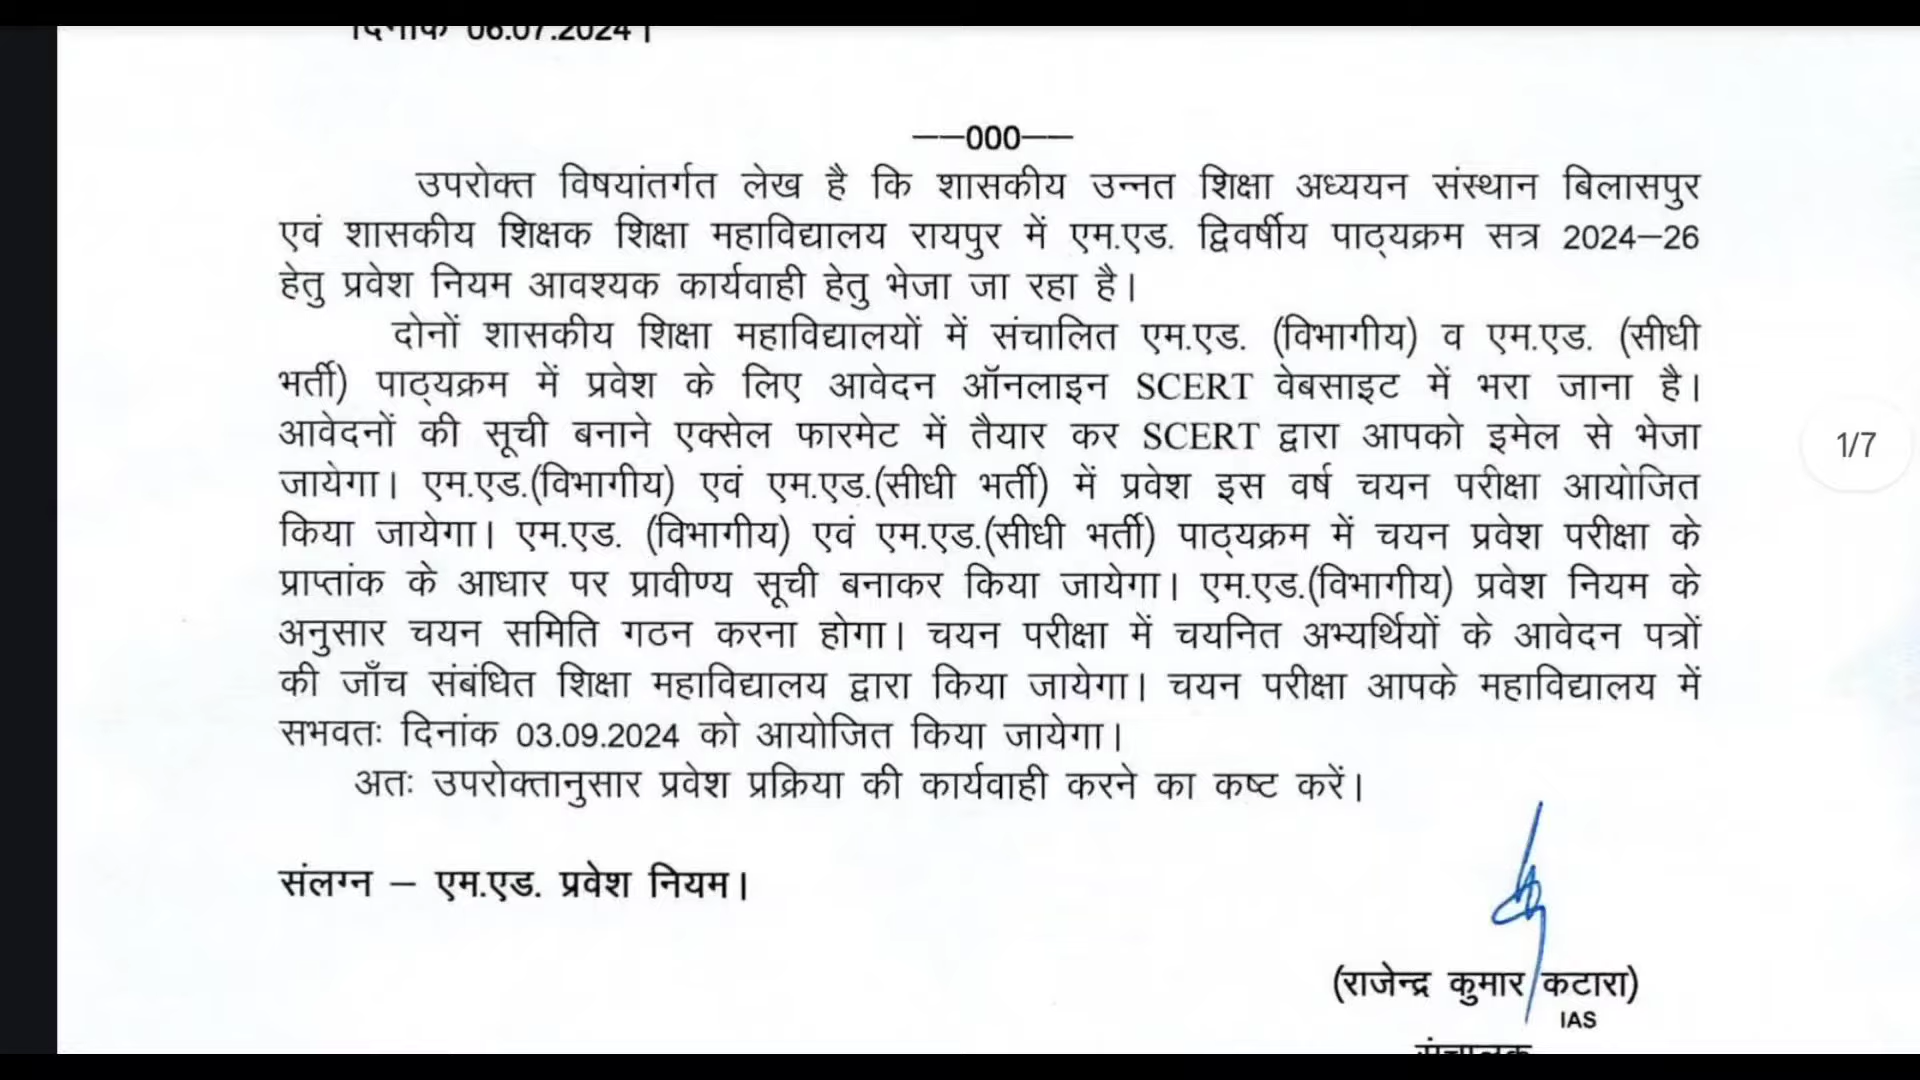 दिनांक 06.07.2024।
——000——
उपरोक्त विषयांतर्गत लेख है कि शासकीय उन्नत शिक्षा अध्ययन संस्थान बिलासपुर
एवं शासकीय शिक्षक शिक्षा महाविद्यालय रायपुर में एम.एड. द्विवर्षीय पाठ्यक्रम सत्र 2024–26
हेतु प्रवेश नियम आवश्यक कार्यवाही हेतु भेजा जा रहा है।
दोनों शासकीय शिक्षा महाविद्यालयों में संचालित एम.एड. (विभागीय) व एम.एड. (सीधी
भर्ती) पाठ्यक्रम में प्रवेश के लिए आवेदन ऑनलाइन SCERT वेबसाइट में भरा जाना है।
आवेदनों की सूची बनाने एक्सेल फारमेट में तैयार कर SCERT द्वारा आपको इमेल से भेजा
जायेगा। एम.एड.(विभागीय) एवं एम.एड.(सीधी भर्ती) में प्रवेश इस वर्ष चयन परीक्षा आयोजित
किया जायेगा। एम.एड. (विभागीय) एवं एम.एड.(सीधी भर्ती) पाठ्यक्रम में चयन प्रवेश परीक्षा के
प्राप्तांक के आधार पर प्रावीण्य सूची बनाकर किया जायेगा। एम.एड.(विभागीय) प्रवेश नियम के
अनुसार चयन समिति गठन करना होगा। चयन परीक्षा में चयनित अभ्यर्थियों के आवेदन पत्रों
की जाँच संबंधित शिक्षा महाविद्यालय द्वारा किया जायेगा। चयन परीक्षा आपके महाविद्यालय में
सभवतः दिनांक 03.09.2024 को आयोजित किया जायेगा।
अतः उपरोक्तानुसार प्रवेश प्रक्रिया की कार्यवाही करने का कष्ट करें।
संलग्न – एम.एड. प्रवेश नियम।
(राजेन्द्र कुमार कटारा)
IAS
संचालक
1/7